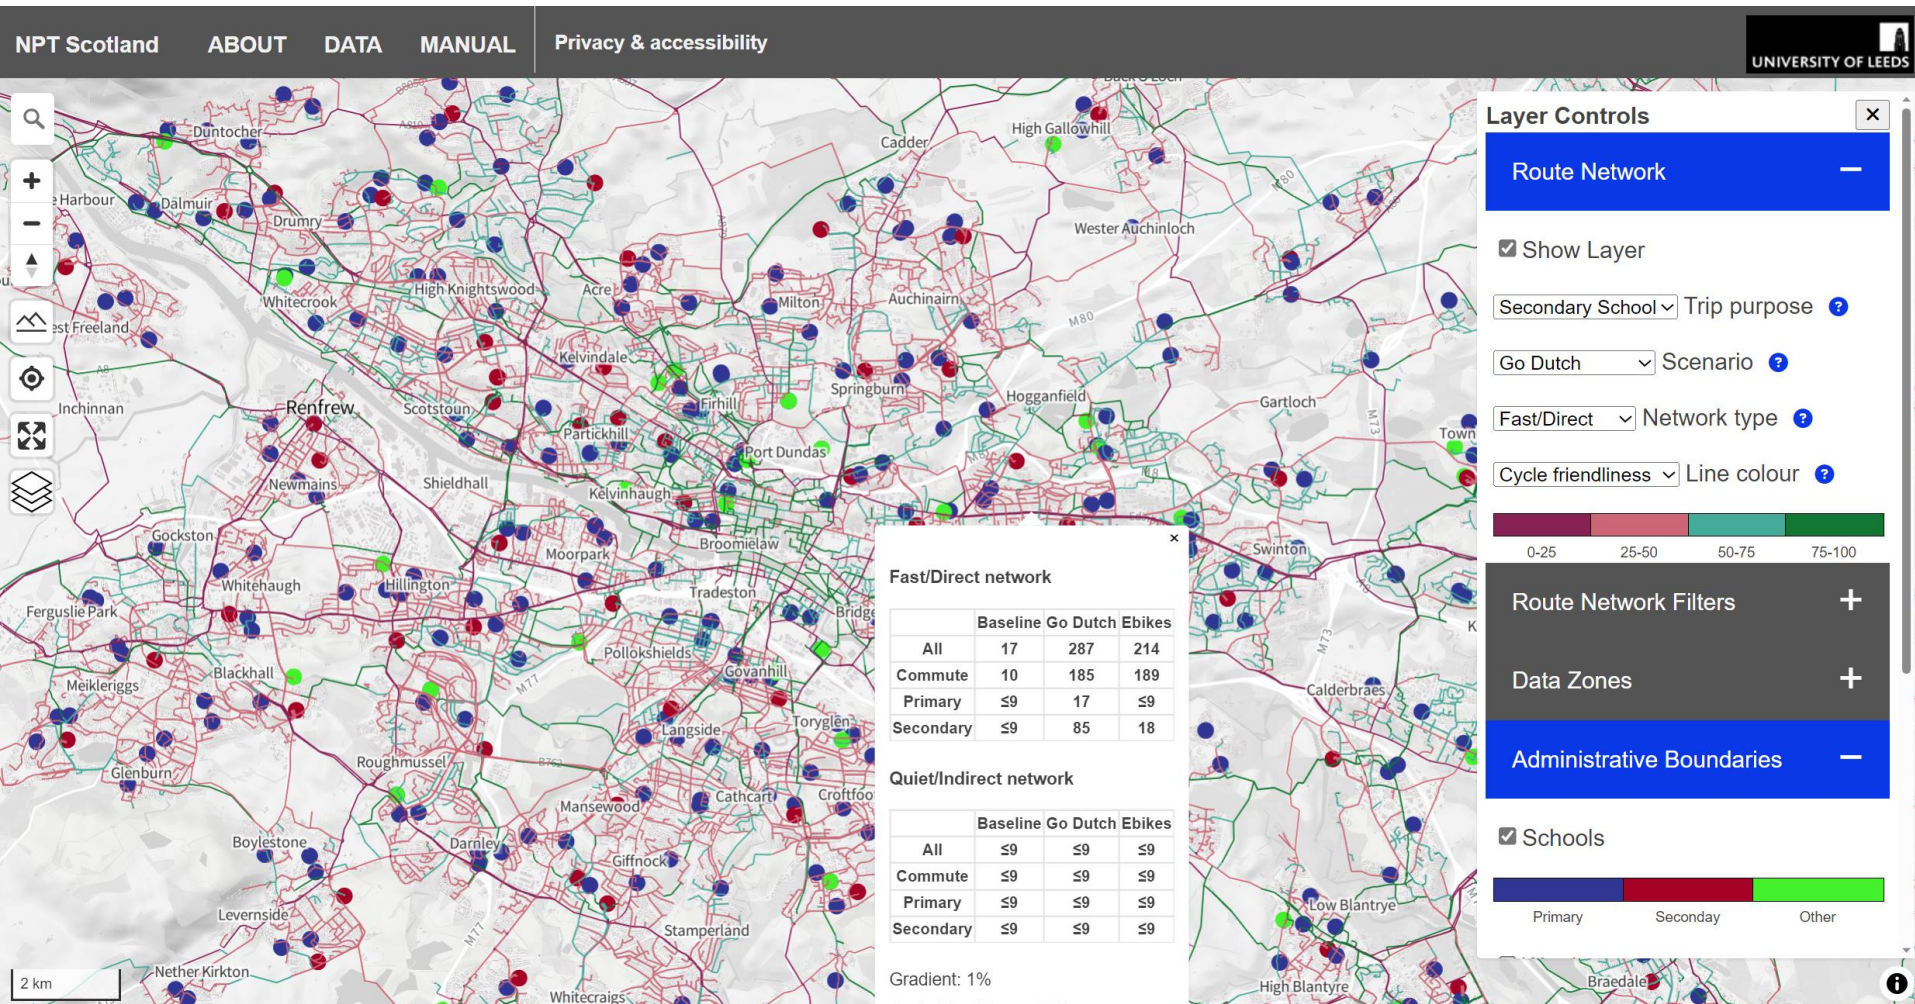 NPT Scotland ABOUT DATA MANUAL Privacy & accessibility
UNIVERSITY OF LEEDS
Duntocher
High Gallowhill
Cadder
M80
Harbour
Dalmuir
Drumry
Wester Auchinloch
Whitecrook
High Knightswood
Acre
Milton
Auchinairn
M80
est Freeland
Kelvindale
A8
Inchinnan
Renfrew
Scotstoun
Firhill
Springburn
Hogganfield
Gartloch
M73
Partickhill
Port Dundas
Town
Newmains
Shieldhall
Kelvinhaugh
Gockston
Moorpark
Broomielaw
Swinton
Whitehaugh
Hillington
Tradeston
Ferguslie Park
Bridge
Pollokshields
M73
Blackhall
Govanhill
Meikleriggs
M77
Calderbraes
Toryglen
Langside
Roughmussel
Glenburn
Mansewood
Cathcart
Croftfoo
Boylestone
Darnley
Giffnock
Levernside
Low Blantyre
M77
Stamperland
Nether Kirkton
Whitecraigs
High Blantyre
Braedale
2 km
×
Fast/Direct network
Baseline Go Dutch Ebikes
All 17 287 214
Commute 10 185 189
Primary ≤9 17 ≤9
Secondary ≤9 85 18
Quiet/Indirect network
Baseline Go Dutch Ebikes
All ≤9 ≤9 ≤9
Commute ≤9 ≤9 ≤9
Primary ≤9 ≤9 ≤9
Secondary ≤9 ≤9 ≤9
Gradient: 1%
Layer Controls ×
Route Network −
Show Layer
Secondary School Trip purpose ?
Go Dutch Scenario ?
Fast/Direct Network type ?
Cycle friendliness Line colour ?
0-25 25-50 50-75 75-100
Route Network Filters +
Data Zones +
Administrative Boundaries −
Schools
Primary Seconday Other